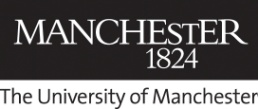 MANCHESTER
1824
The University of Manchester